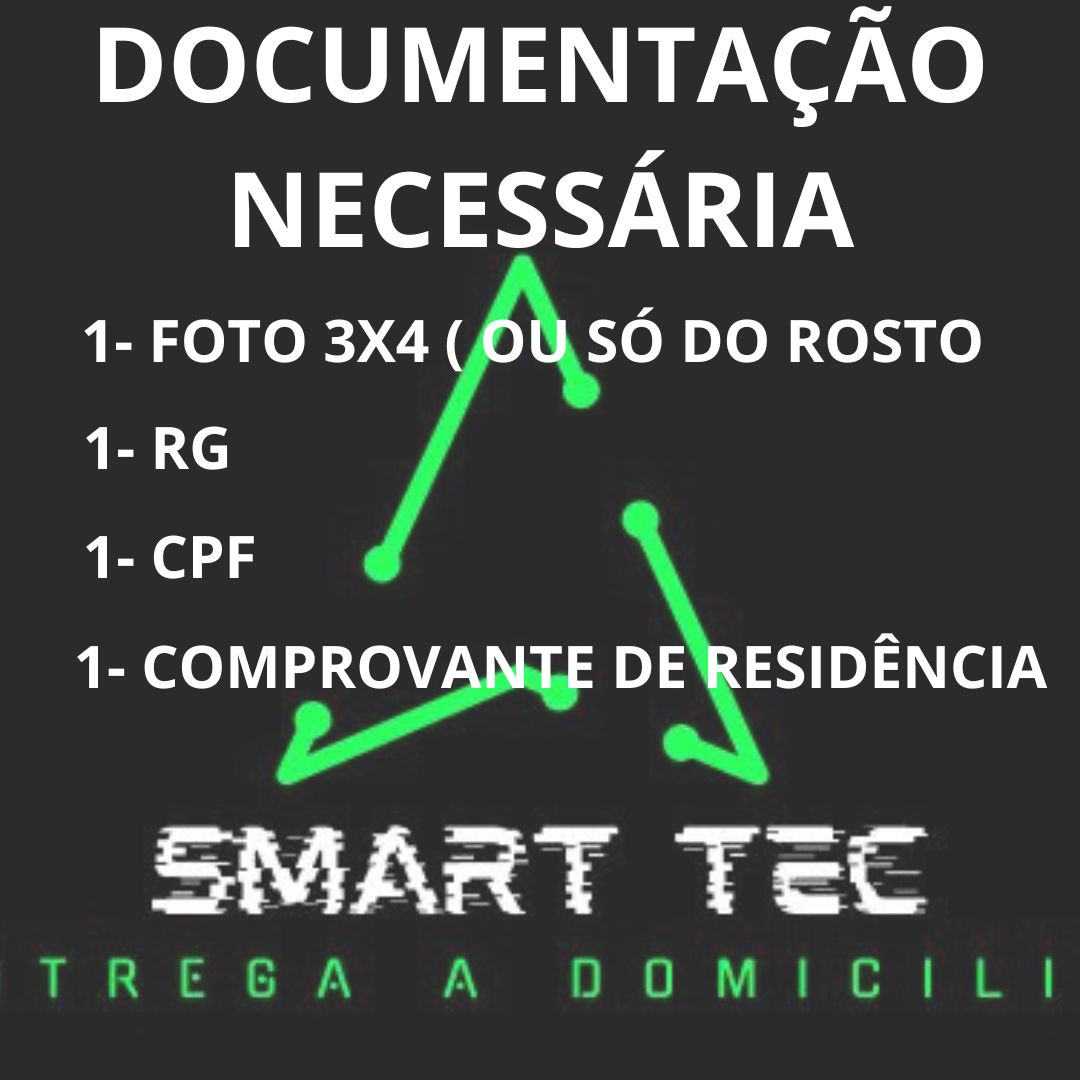 DOCUMENTAÇÃO
NECESSÁRIA
1- FOTO 3X4 ( OU SÓ DO ROSTO
1- RG
1- CPF
1- COMPROVANTE DE RESIDÊNCIA
SMART TEC
TREGA A DOMICILI